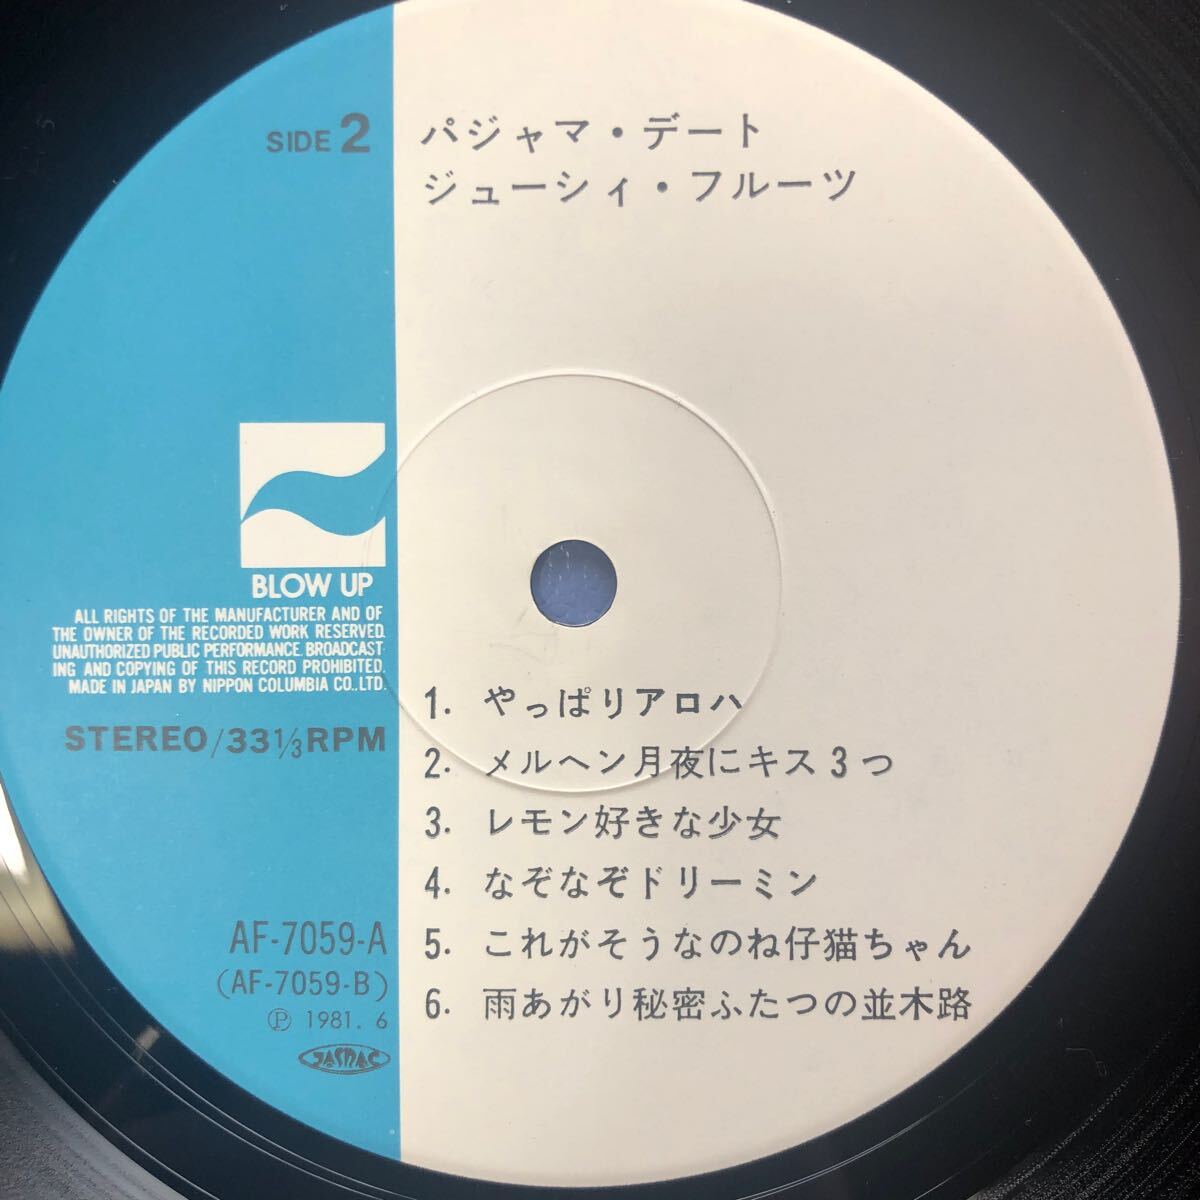 SIDE 2
パジャマ・デート
ジューシィ・フルーツ
BLOW UP
ALL RIGHTS OF THE MANUFACTURER AND OF
THE OWNER OF THE RECORDED WORK RESERVED.
UNAUTHORIZED PUBLIC PERFORMANCE. BROADCAST
ING AND COPYING OF THIS RECORD PROHIBITED.
MADE IN JAPAN BY NIPPON COLUMBIA CO., LTD.
STEREO/33 1/3 RPM
1. やっぱりアロハ
2. メルヘン月夜にキス3つ
3. レモン好きな少女
4. なぞなぞドリーミン
5. これがそうなのね仔猫ちゃん
6. 雨あがり秘密ふたつの並木路
AF-7059-A
(AF-7059-B)
Ⓟ 1981. 6
JASRAC